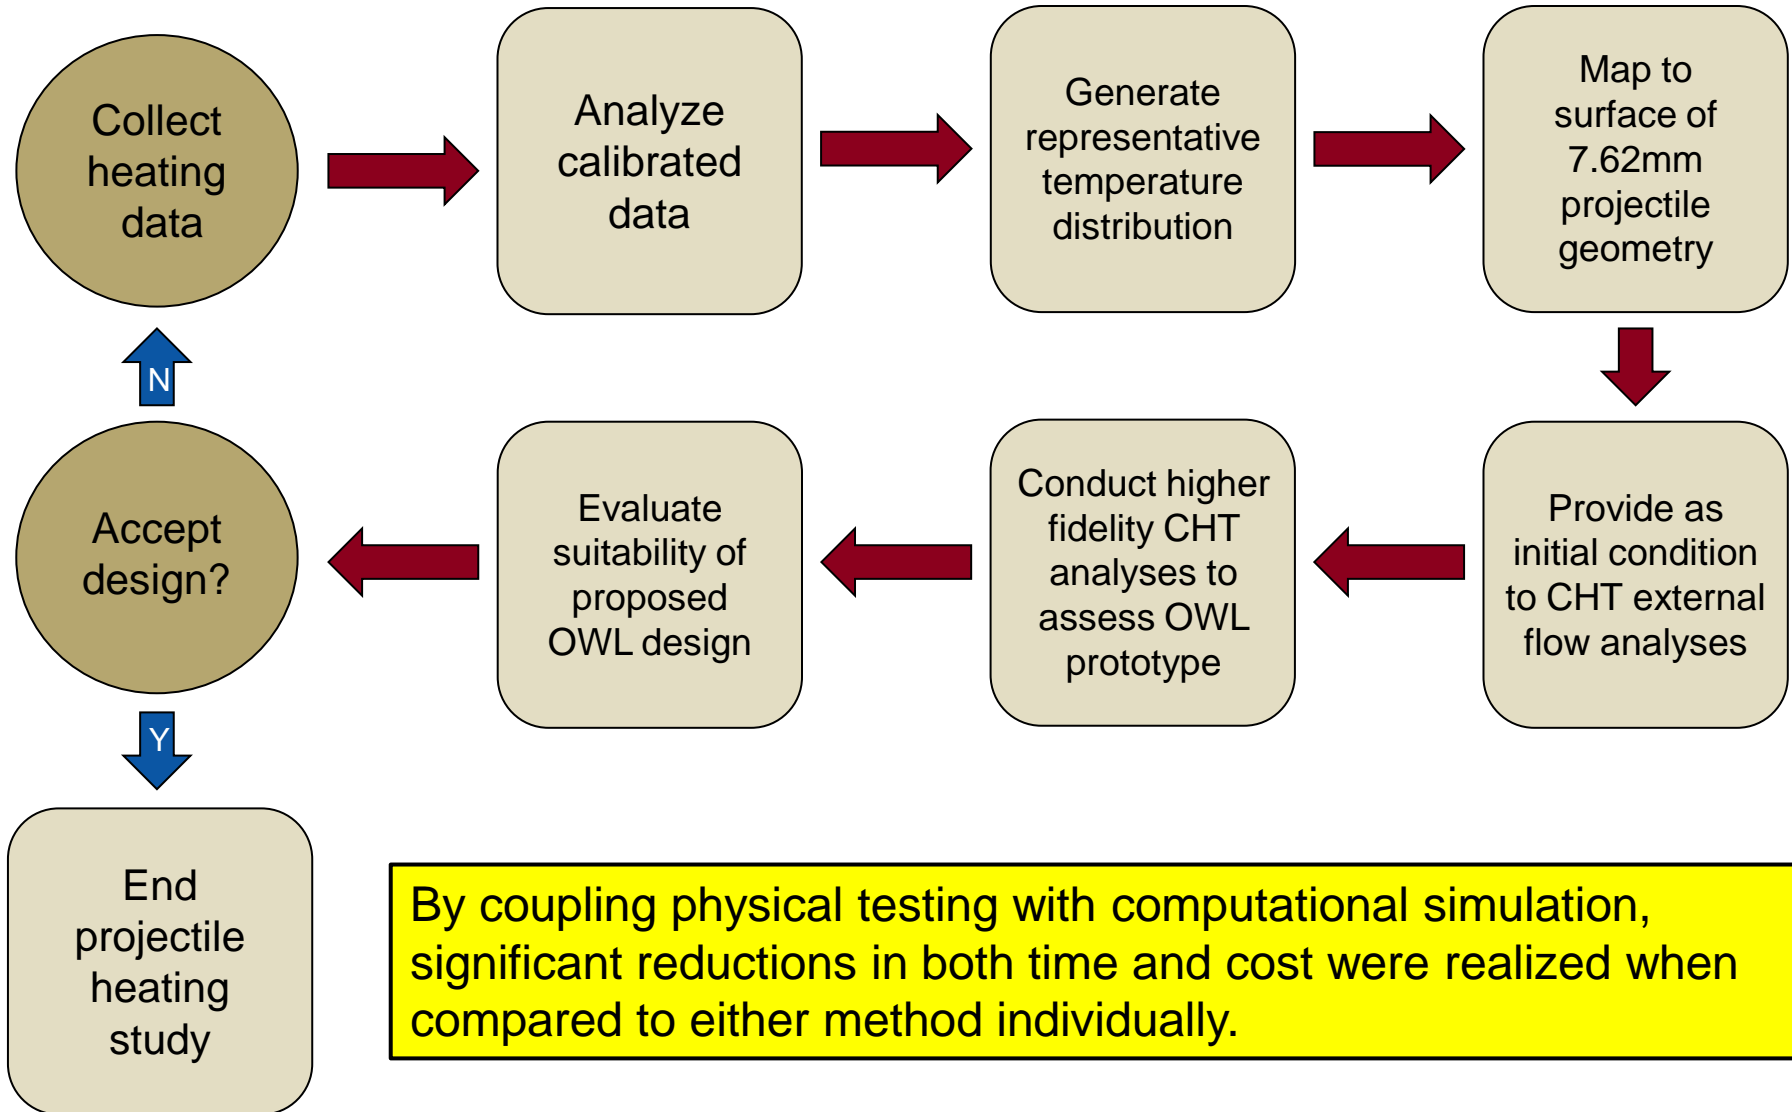 Collect
heating
data
Analyze
calibrated
data
Generate
representative
temperature
distribution
Map to
surface of
7.62mm
projectile
geometry
Provide as
initial condition
to CHT external
flow analyses
Conduct higher
fidelity CHT
analyses to
assess OWL
prototype
Evaluate
suitability of
proposed
OWL design
Accept
design?
N
Y
End
projectile
heating
study
By coupling physical testing with computational simulation,
significant reductions in both time and cost were realized when
compared to either method individually.